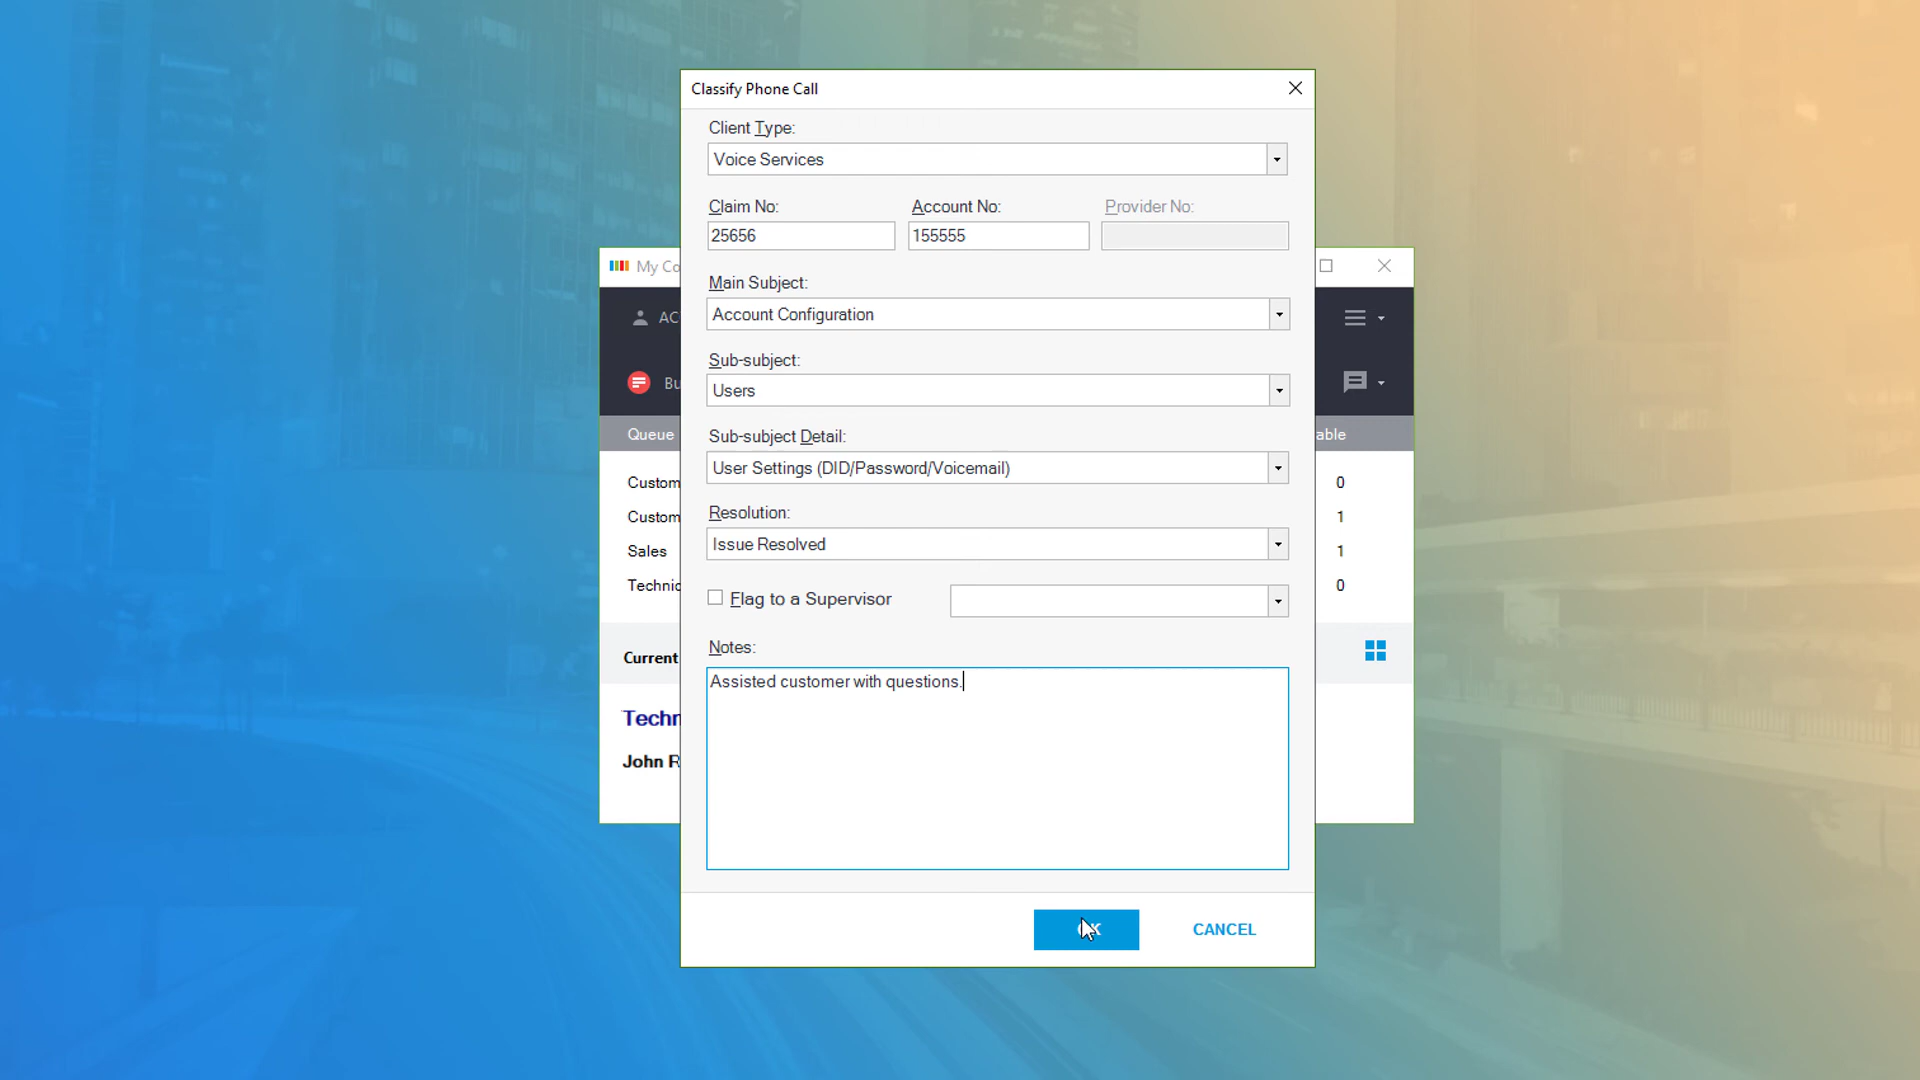 Classify Phone Call
Client Type:
Voice Services
Claim No: Account No: Provider No:
25656 155555
My Co
Main Subject:
Account Configuration
AC
Sub-subject:
Bu
Users
Queue able
Sub-subject Detail:
User Settings (DID/Password/Voicemail)
Custom 0
Resolution:
Custom 1
Issue Resolved
Sales 1
Technic 0
Flag to a Supervisor
Notes:
Current
Assisted customer with questions.
Techn
John R
OK CANCEL